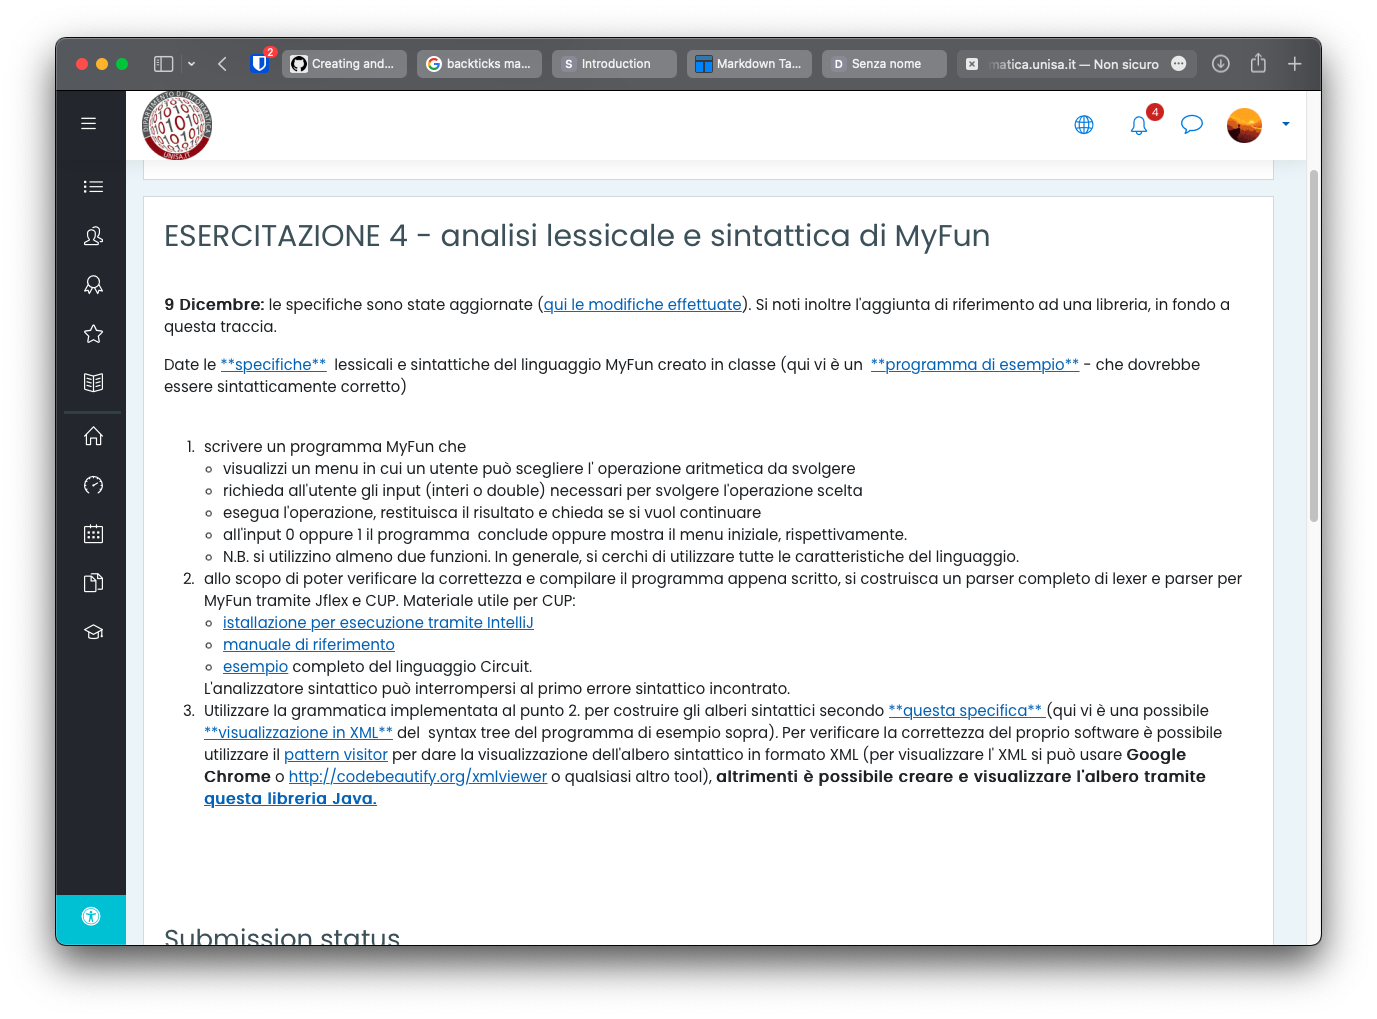 2
Creating and...
backticks ma...
S Introduction
Markdown Ta...
D Senza nome
matica.unisa.it — Non sicuro
DIPARTIMENTO DI INFORMATICA
UNISA.IT
4
ESERCITAZIONE 4 - analisi lessicale e sintattica di MyFun
9 Dicembre: le specifiche sono state aggiornate (qui le modifiche effettuate). Si noti inoltre l'aggiunta di riferimento ad una libreria, in fondo a
questa traccia.
Date le **specifiche** lessicali e sintattiche del linguaggio MyFun creato in classe (qui vi è un **programma di esempio** - che dovrebbe
essere sintatticamente corretto)
1. scrivere un programma MyFun che
visualizzi un menu in cui un utente può scegliere l' operazione aritmetica da svolgere
richieda all'utente gli input (interi o double) necessari per svolgere l'operazione scelta
esegua l'operazione, restituisca il risultato e chieda se si vuol continuare
all'input 0 oppure 1 il programma conclude oppure mostra il menu iniziale, rispettivamente.
N.B. si utilizzino almeno due funzioni. In generale, si cerchi di utilizzare tutte le caratteristiche del linguaggio.
2. allo scopo di poter verificare la correttezza e compilare il programma appena scritto, si costruisca un parser completo di lexer e parser per
MyFun tramite Jflex e CUP. Materiale utile per CUP:
istallazione per esecuzione tramite IntelliJ
manuale di riferimento
esempio completo del linguaggio Circuit.
L'analizzatore sintattico può interrompersi al primo errore sintattico incontrato.
3. Utilizzare la grammatica implementata al punto 2. per costruire gli alberi sintattici secondo **questa specifica** (qui vi è una possibile
**visualizzazione in XML** del syntax tree del programma di esempio sopra). Per verificare la correttezza del proprio software è possibile
utilizzare il pattern visitor per dare la visualizzazione dell'albero sintattico in formato XML (per visualizzare l' XML si può usare Google
Chrome o http://codebeautify.org/xmlviewer o qualsiasi altro tool), altrimenti è possibile creare e visualizzare l'albero tramite
questa libreria Java.
Submission status